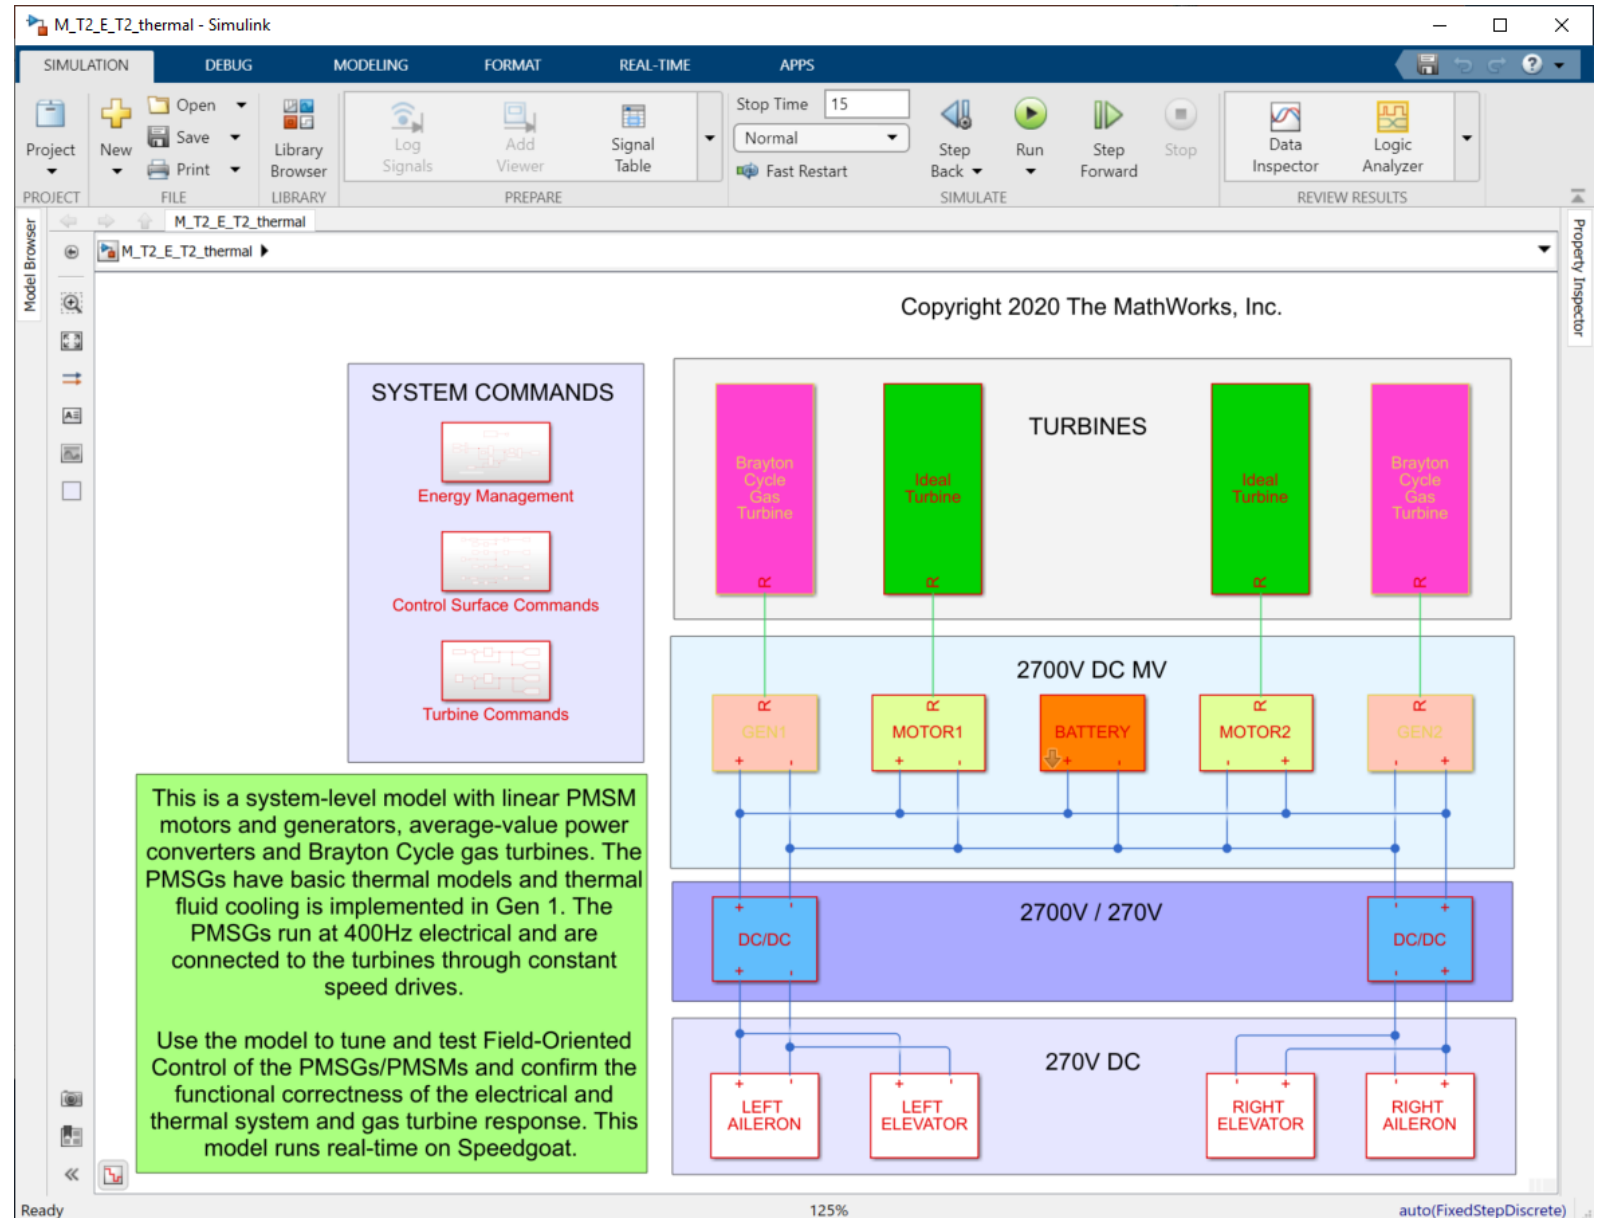 M_T2_E_T2_thermal - Simulink
SIMULATION DEBUG MODELING FORMAT REAL-TIME APPS
?
Project
New
Open
Save
Print
Library
Browser
Log
Signals
Add
Viewer
Signal
Table
Stop Time 15
Normal
Fast Restart
Step
Back
Run
Step
Forward
Stop
Data
Inspector
Logic
Analyzer
PROJECT FILE LIBRARY PREPARE SIMULATE REVIEW RESULTS
Model Browser
Property Inspector
M_T2_E_T2_thermal
M_T2_E_T2_thermal
Copyright 2020 The MathWorks, Inc.
SYSTEM COMMANDS
Energy Management
Control Surface Commands
Turbine Commands
TURBINES
Brayton
Cycle
Gas
Turbine
R
Ideal
Turbine
R
Ideal
Turbine
R
Brayton
Cycle
Gas
Turbine
R
2700V DC MV
R
GEN1
+ -
R
MOTOR1
+ -
BATTERY
+ -
R
MOTOR2
- +
R
GEN2
- +
This is a system-level model with linear PMSM
motors and generators, average-value power
converters and Brayton Cycle gas turbines. The
PMSGs have basic thermal models and thermal
fluid cooling is implemented in Gen 1. The
PMSGs run at 400Hz electrical and are
connected to the turbines through constant
speed drives.
Use the model to tune and test Field-Oriented
Control of the PMSGs/PMSMs and confirm the
functional correctness of the electrical and
thermal system and gas turbine response. This
model runs real-time on Speedgoat.
2700V / 270V
+ -
DC/DC
+ -
- +
DC/DC
- +
270V DC
+ -
LEFT
AILERON
+ -
LEFT
ELEVATOR
- +
RIGHT
ELEVATOR
- +
RIGHT
AILERON
Ready
125%
auto(FixedStepDiscrete)